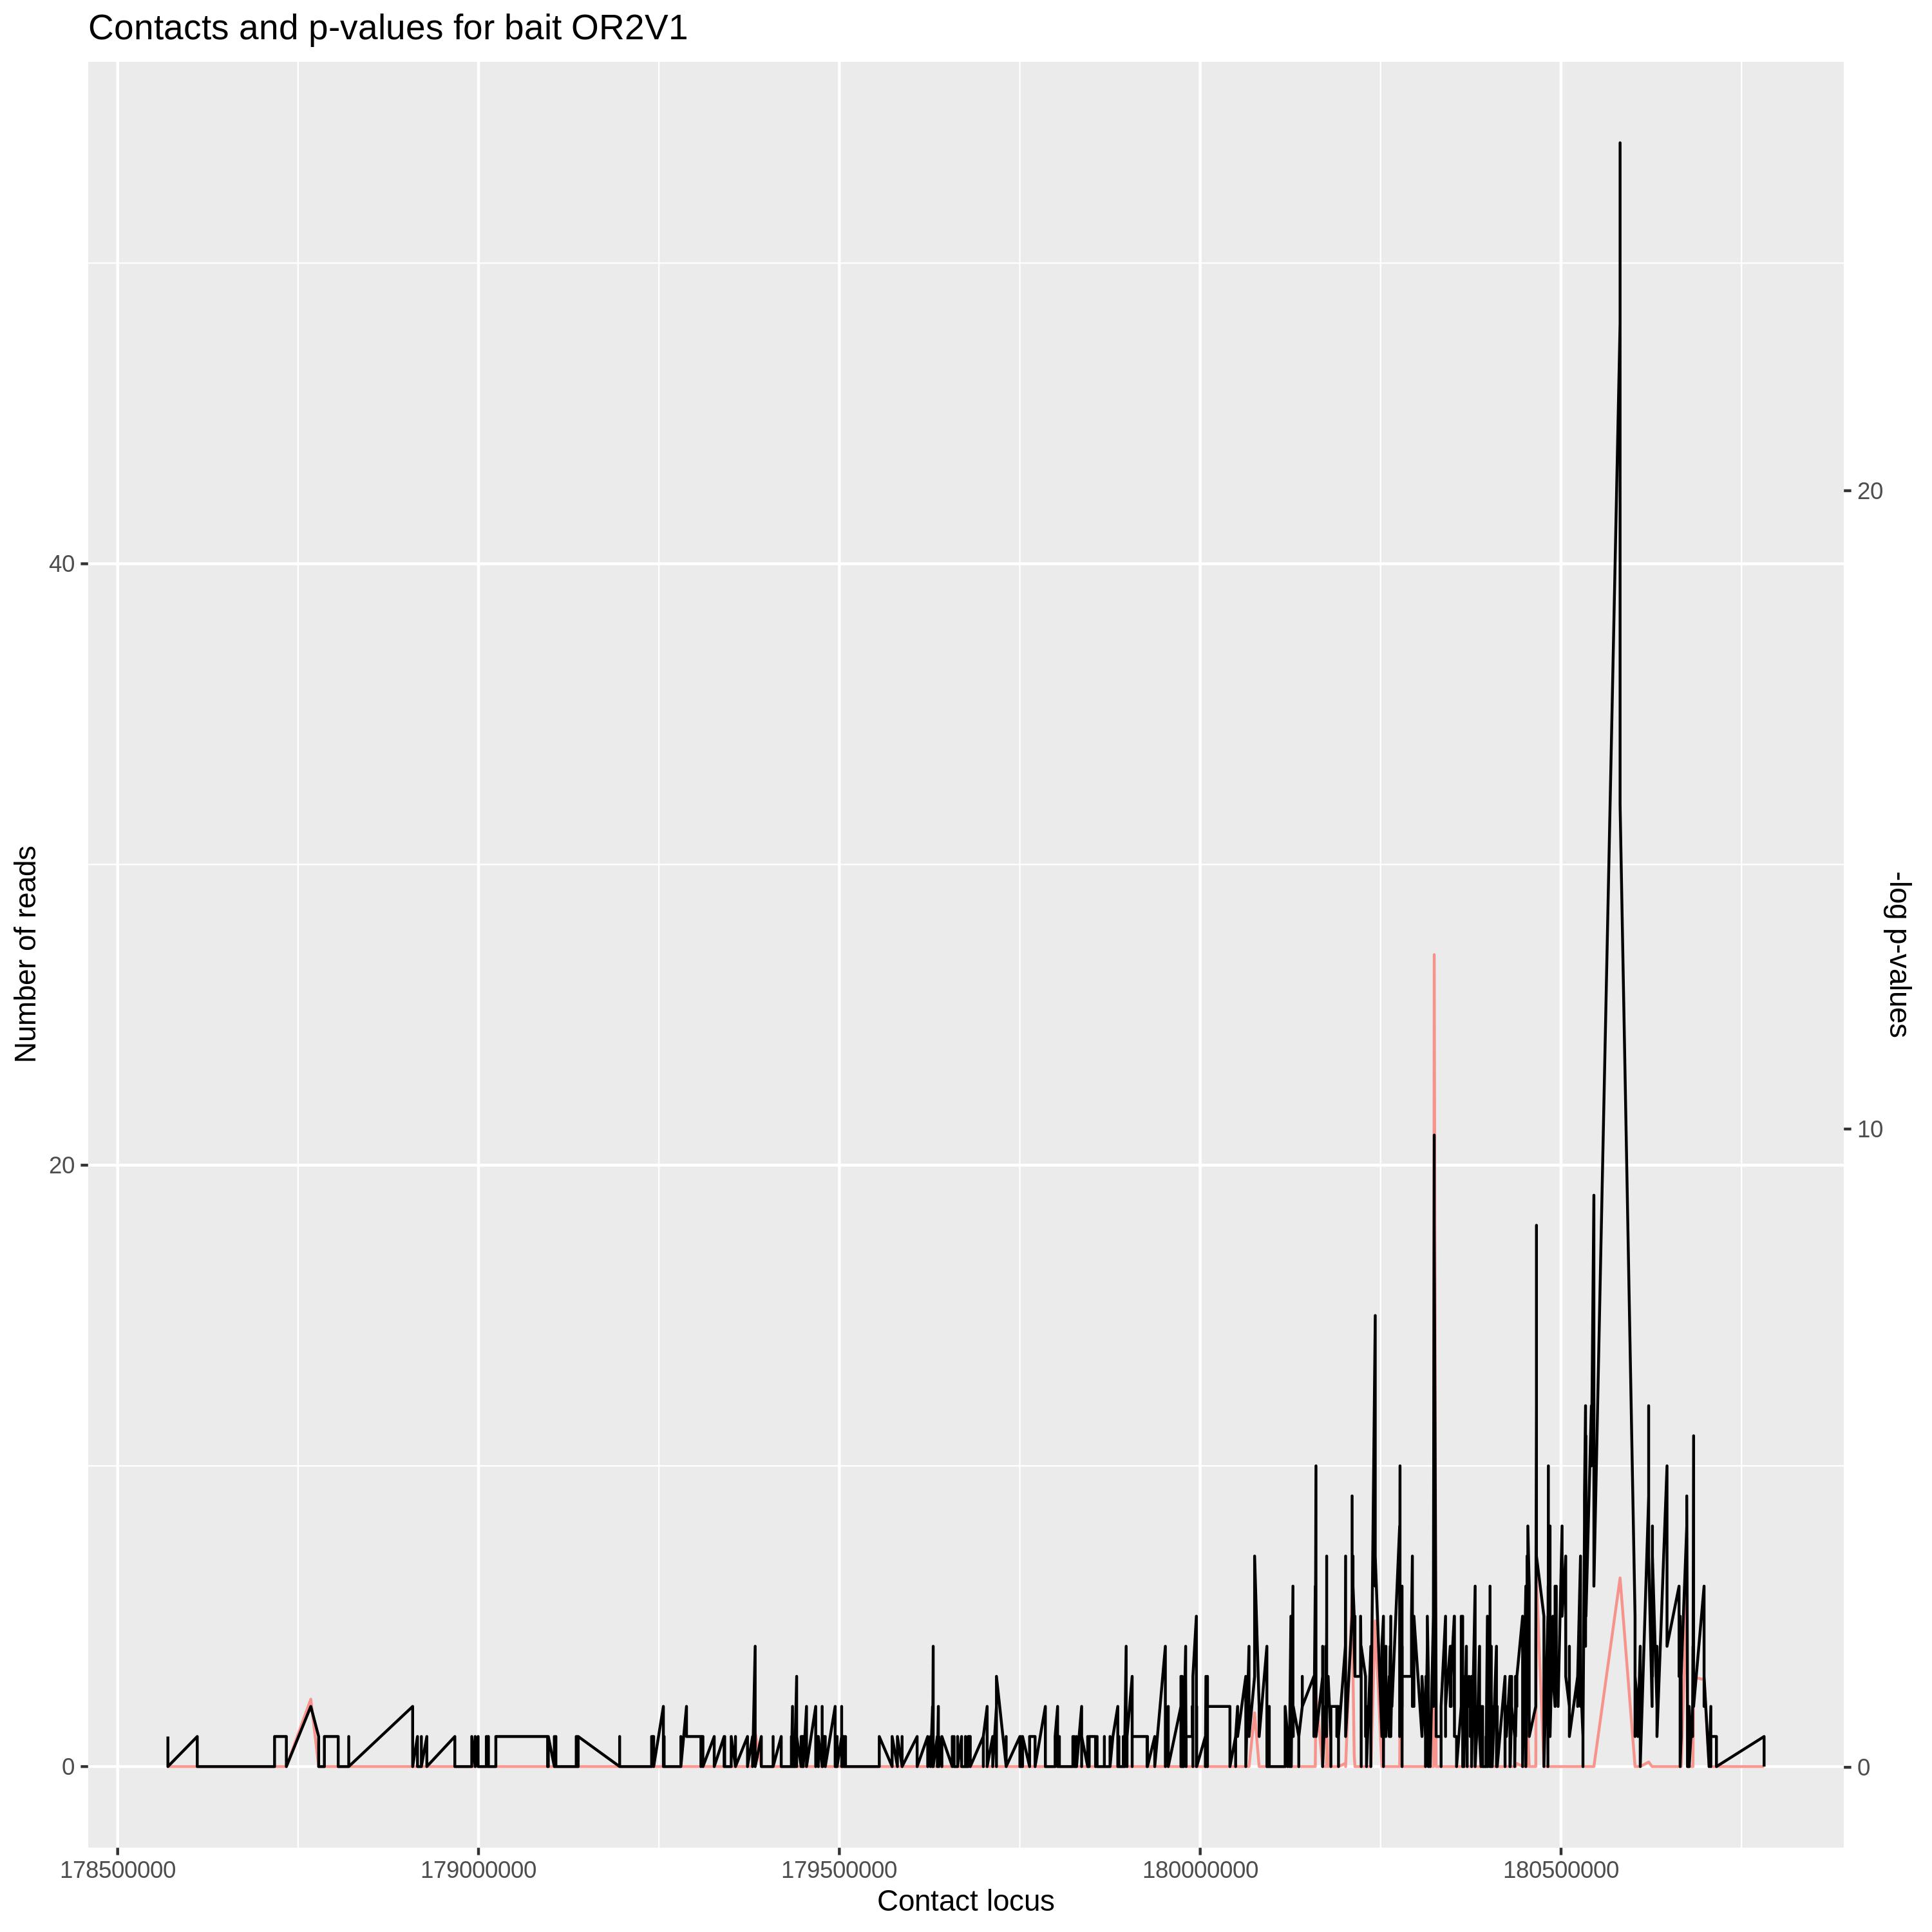 Contacts and p-values for bait OR2V1
40
20
0
Number of reads
20
10
0
-log p-values
178500000
179000000
179500000
180000000
180500000
Contact locus